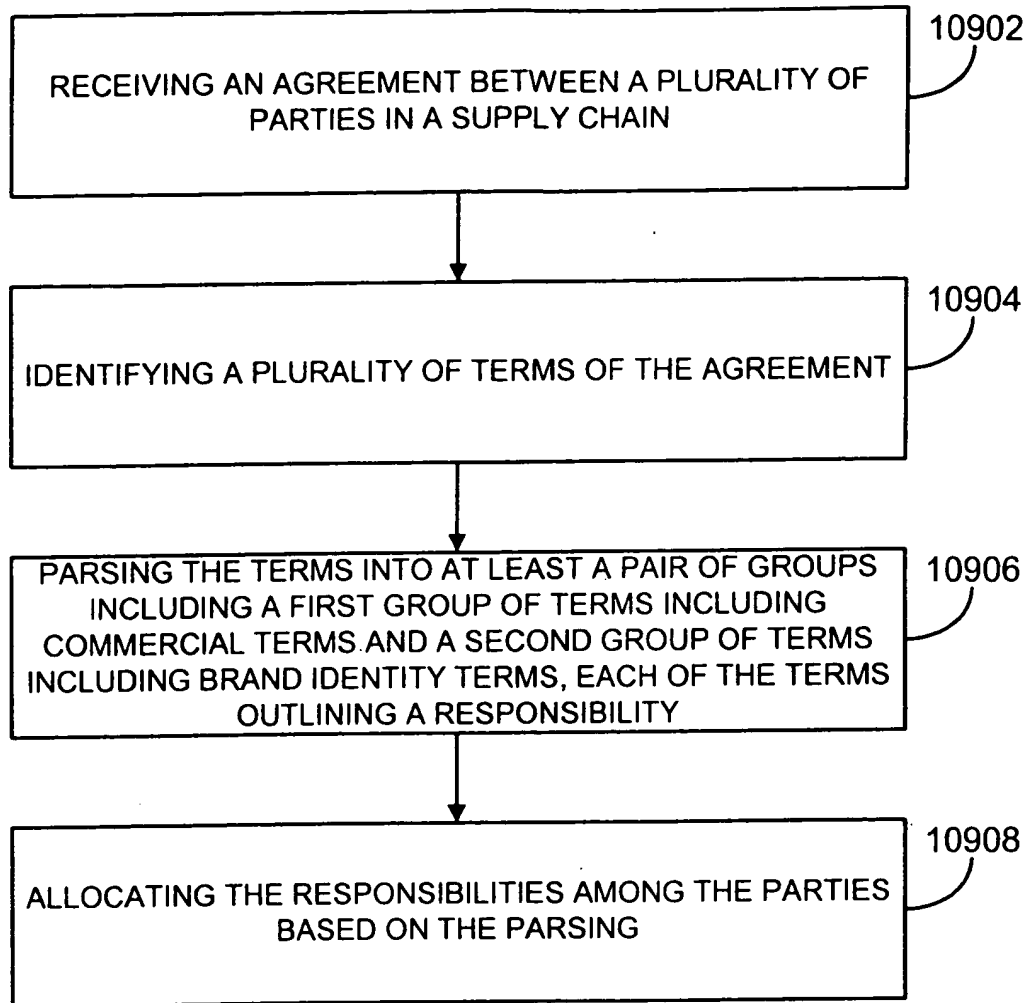 10902
RECEIVING AN AGREEMENT BETWEEN A PLURALITY OF
PARTIES IN A SUPPLY CHAIN
10904
IDENTIFYING A PLURALITY OF TERMS OF THE AGREEMENT
10906
PARSING THE TERMS INTO AT LEAST A PAIR OF GROUPS
INCLUDING A FIRST GROUP OF TERMS INCLUDING
COMMERCIAL TERMS AND A SECOND GROUP OF TERMS
INCLUDING BRAND IDENTITY TERMS, EACH OF THE TERMS
OUTLINING A RESPONSIBILITY
10908
ALLOCATING THE RESPONSIBILITIES AMONG THE PARTIES
BASED ON THE PARSING